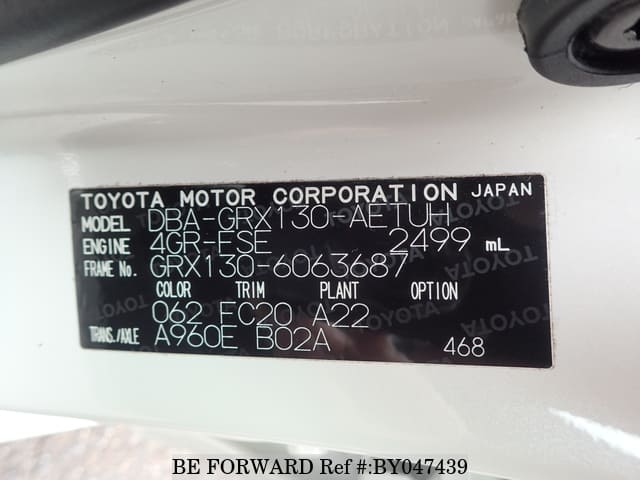 TOYOTA MOTOR CORPORATION JAPAN
MODEL DBA-GRX130-AETUH
ENGINE 4GR-FSE 2499 mL
FRAME No. GRX130-6063687
COLOR TRIM PLANT OPTION
062 FC20 A22
TRANS./AXLE A960E B02A
468
BE FORWARD Ref #:BY047439